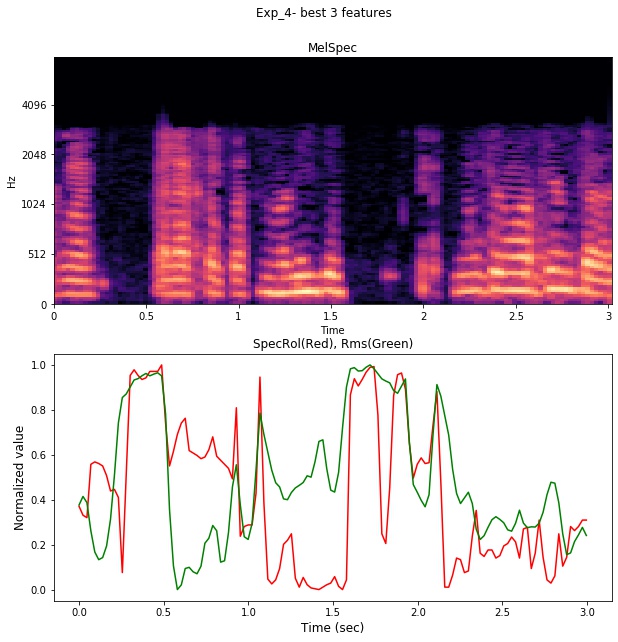 Exp_4- best 3 features
MelSpec
4096
2048
1024
512
0
Hz
0 0.5 1 1.5 2 2.5 3
Time
SpecRol(Red), Rms(Green)
1.0
0.8
0.6
0.4
0.2
0.0
Normalized value
0.0 0.5 1.0 1.5 2.0 2.5 3.0
Time (sec)